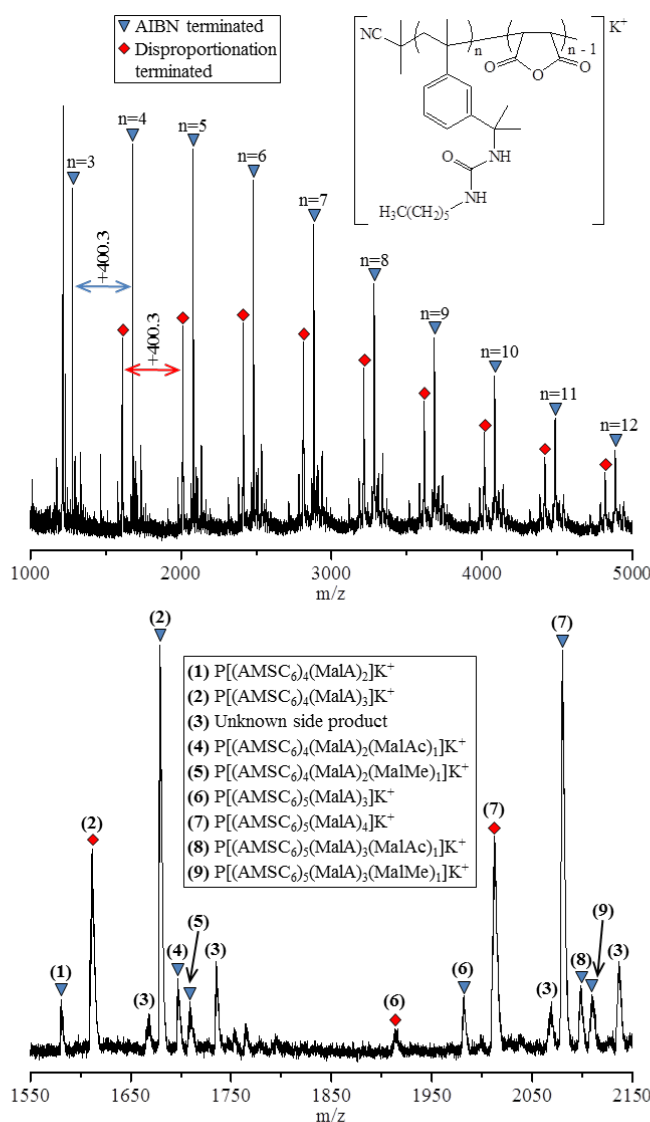 AIBN terminated
Disproportionation
terminated
NC
n
n - 1
K⁺
O
O
O
NH
O
NH
H₃C(CH₂)₅
n=3
n=4
n=5
n=6
n=7
n=8
n=9
n=10
n=11
n=12
+400.3
+400.3
1000
2000
3000
4000
5000
m/z
(1) P[(AMSC₆)₄(MalA)₂]K⁺
(2) P[(AMSC₆)₄(MalA)₃]K⁺
(3) Unknown side product
(4) P[(AMSC₆)₄(MalA)₂(MalAc)₁]K⁺
(5) P[(AMSC₆)₄(MalA)₂(MalMe)₁]K⁺
(6) P[(AMSC₆)₅(MalA)₃]K⁺
(7) P[(AMSC₆)₅(MalA)₄]K⁺
(8) P[(AMSC₆)₅(MalA)₃(MalAc)₁]K⁺
(9) P[(AMSC₆)₅(MalA)₃(MalMe)₁]K⁺
(1)
(2)
(3)
(2)
(4)
(5)
(3)
(6)
(6)
(7)
(3)
(7)
(8)
(9)
(3)
1550
1650
1750
1850
1950
2050
2150
m/z